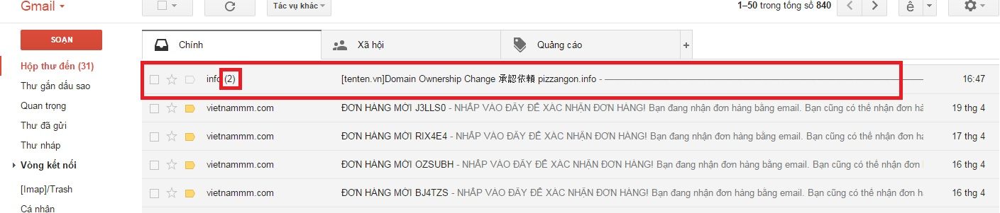 Gmail
Tác vụ khác
1–50 trong tổng số 840
ê
SOẠN
Chính
Xã hội
Quảng cáo
+
Hộp thư đến (31)
Thư gắn dấu sao
Quan trọng
Thư đã gửi
Thư nháp
Vòng kết nối
[Imap]/Trash
Cá nhân
info (2) [tenten.vn]Domain Ownership Change 承認依頼 pizzangon.info - 16:47
vietnammm.com ĐƠN HÀNG MỚI J3LLS0 - NHẤP VÀO ĐÂY ĐỂ XÁC NHẬN ĐƠN HÀNG! Bạn đang nhận đơn hàng bằng email. Bạn cũng có thể nhận đơn hà 19 thg 4
vietnammm.com ĐƠN HÀNG MỚI RIX4E4 - NHẤP VÀO ĐÂY ĐỂ XÁC NHẬN ĐƠN HÀNG! Bạn đang nhận đơn hàng bằng email. Bạn cũng có thể nhận đơn hà 17 thg 4
vietnammm.com ĐƠN HÀNG MỚI OZSUBH - NHẤP VÀO ĐÂY ĐỂ XÁC NHẬN ĐƠN HÀNG! Bạn đang nhận đơn hàng bằng email. Bạn cũng có thể nhận đơn 16 thg 4
vietnammm.com ĐƠN HÀNG MỚI BJ4TZS - NHẤP VÀO ĐÂY ĐỂ XÁC NHẬN ĐƠN HÀNG! Bạn đang nhận đơn hàng bằng email. Bạn cũng có thể nhận đơn hà 16 thg 4